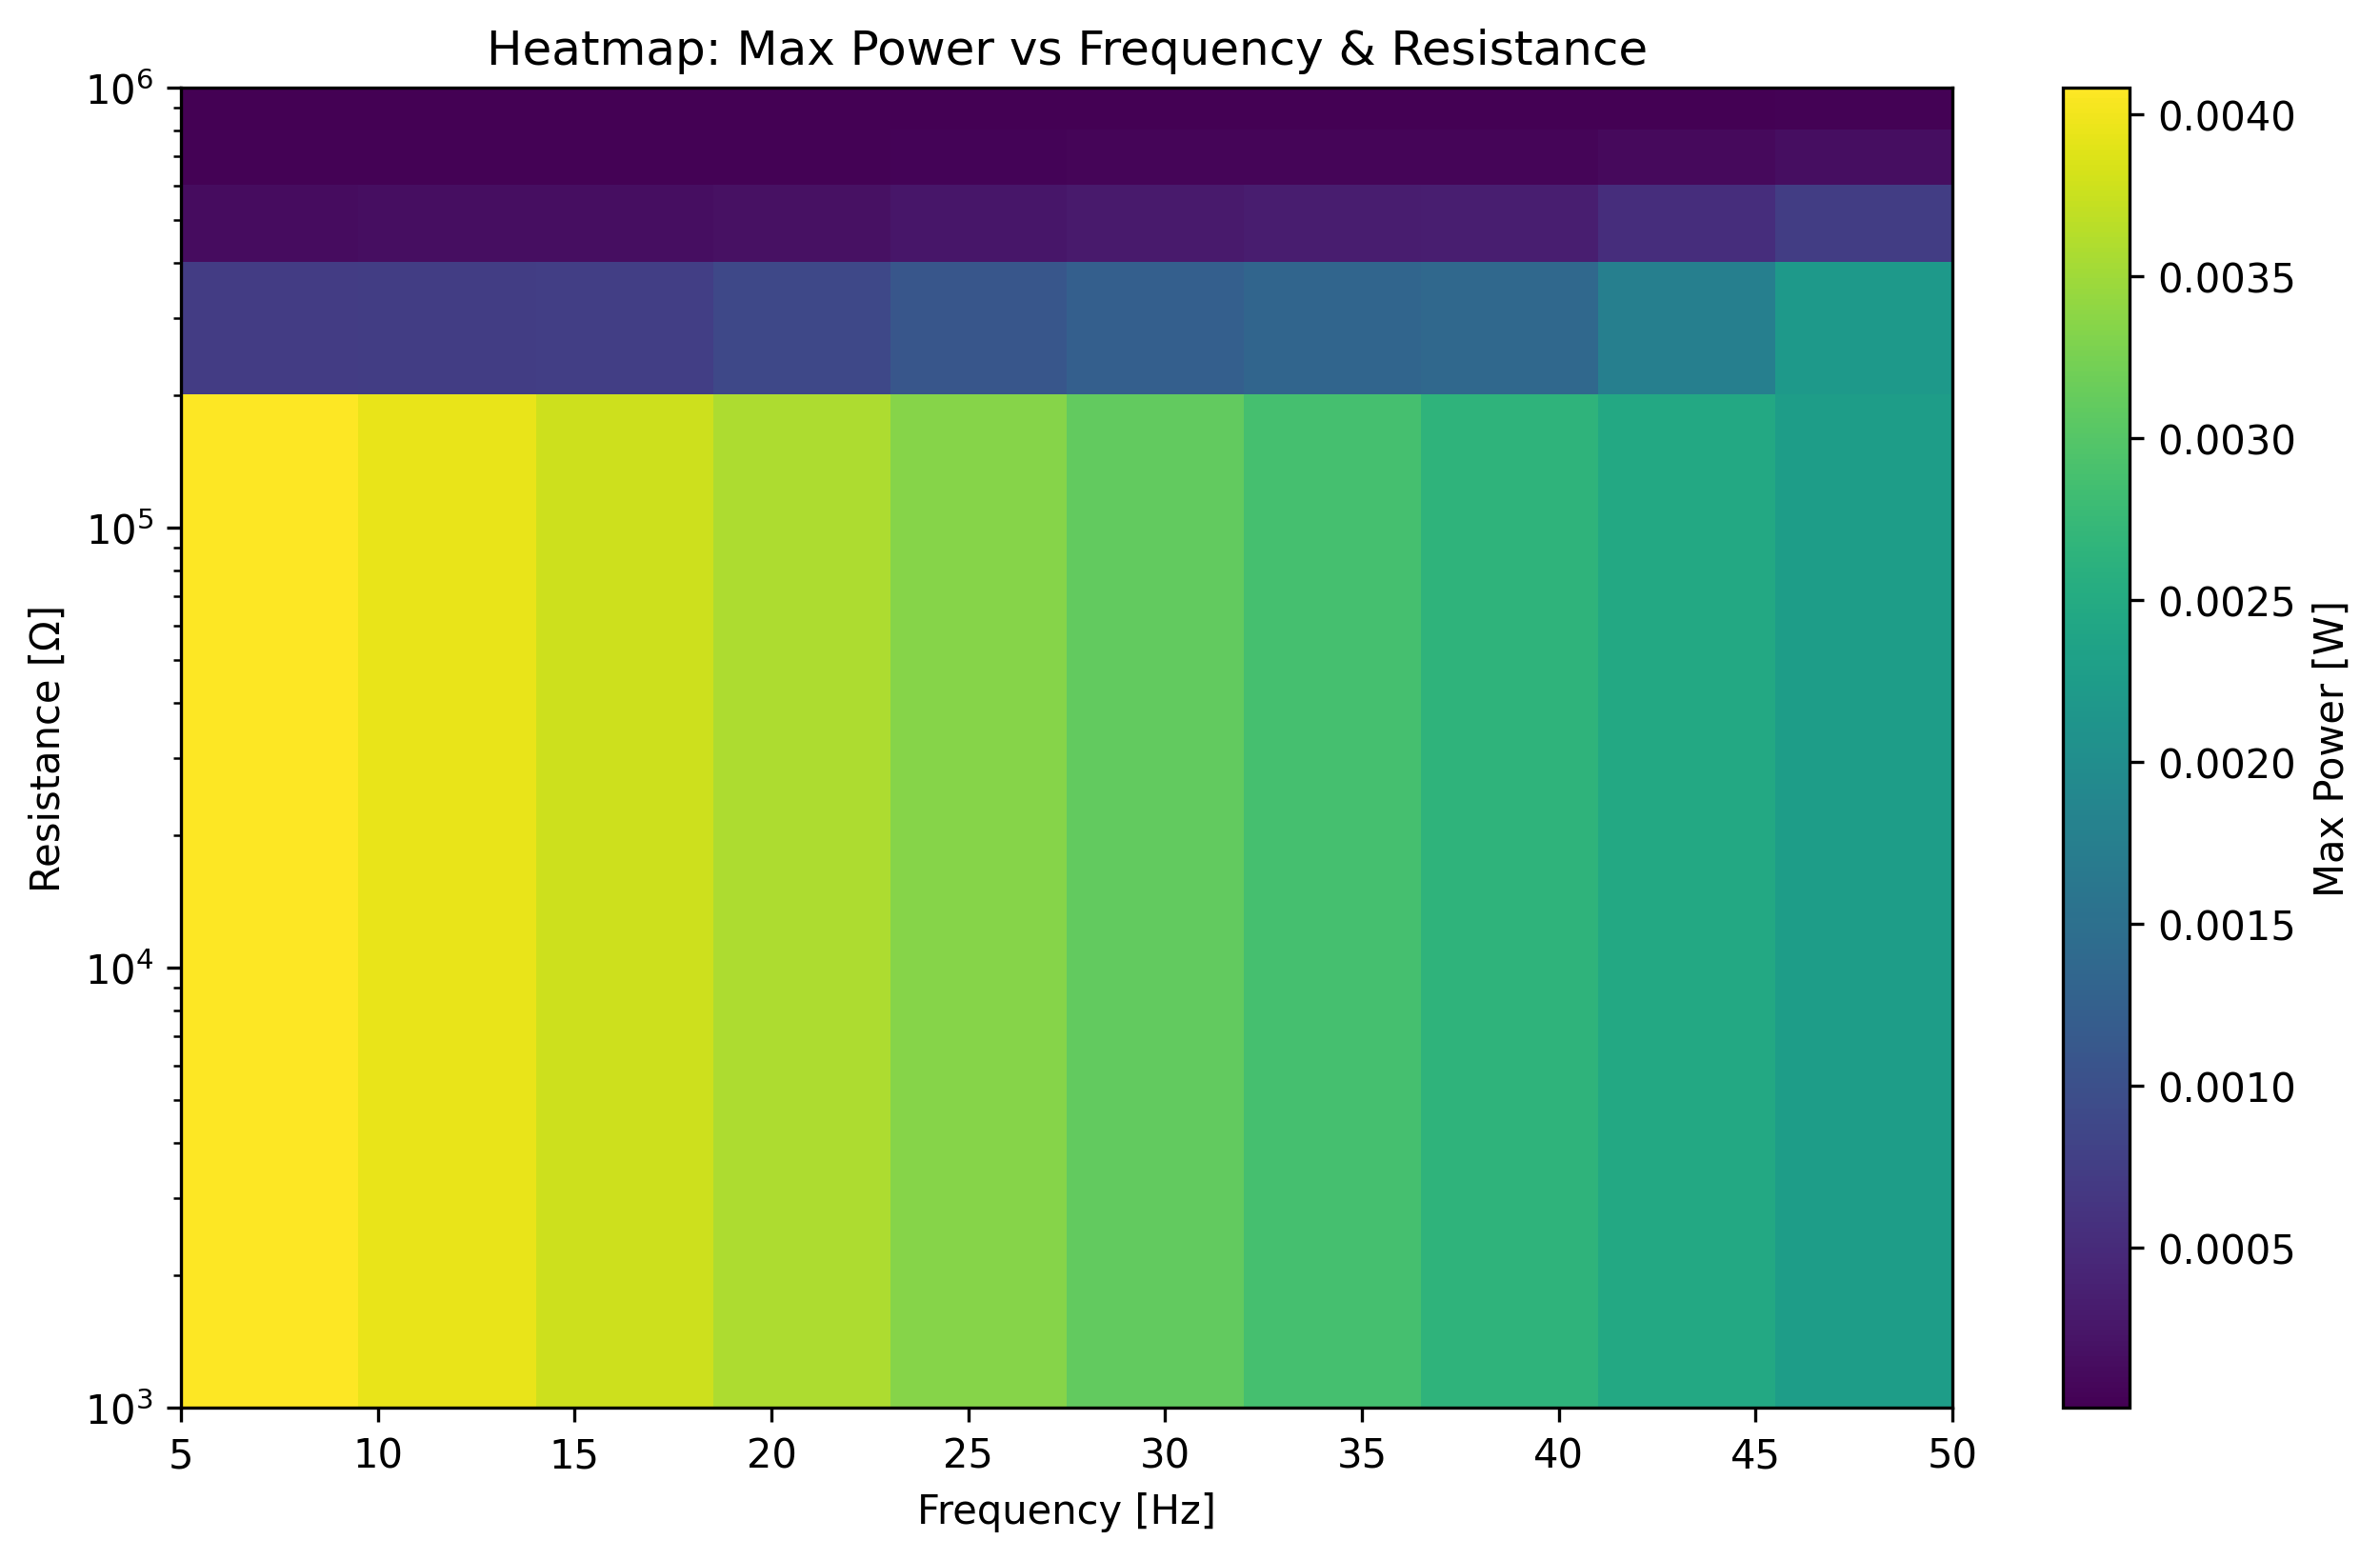 Heatmap: Max Power vs Frequency & Resistance
10⁶
10⁵
10⁴
10³
Resistance [Ω]
5 10 15 20 25 30 35 40 45 50
Frequency [Hz]
0.0040
0.0035
0.0030
0.0025
0.0020
0.0015
0.0010
0.0005
Max Power [W]